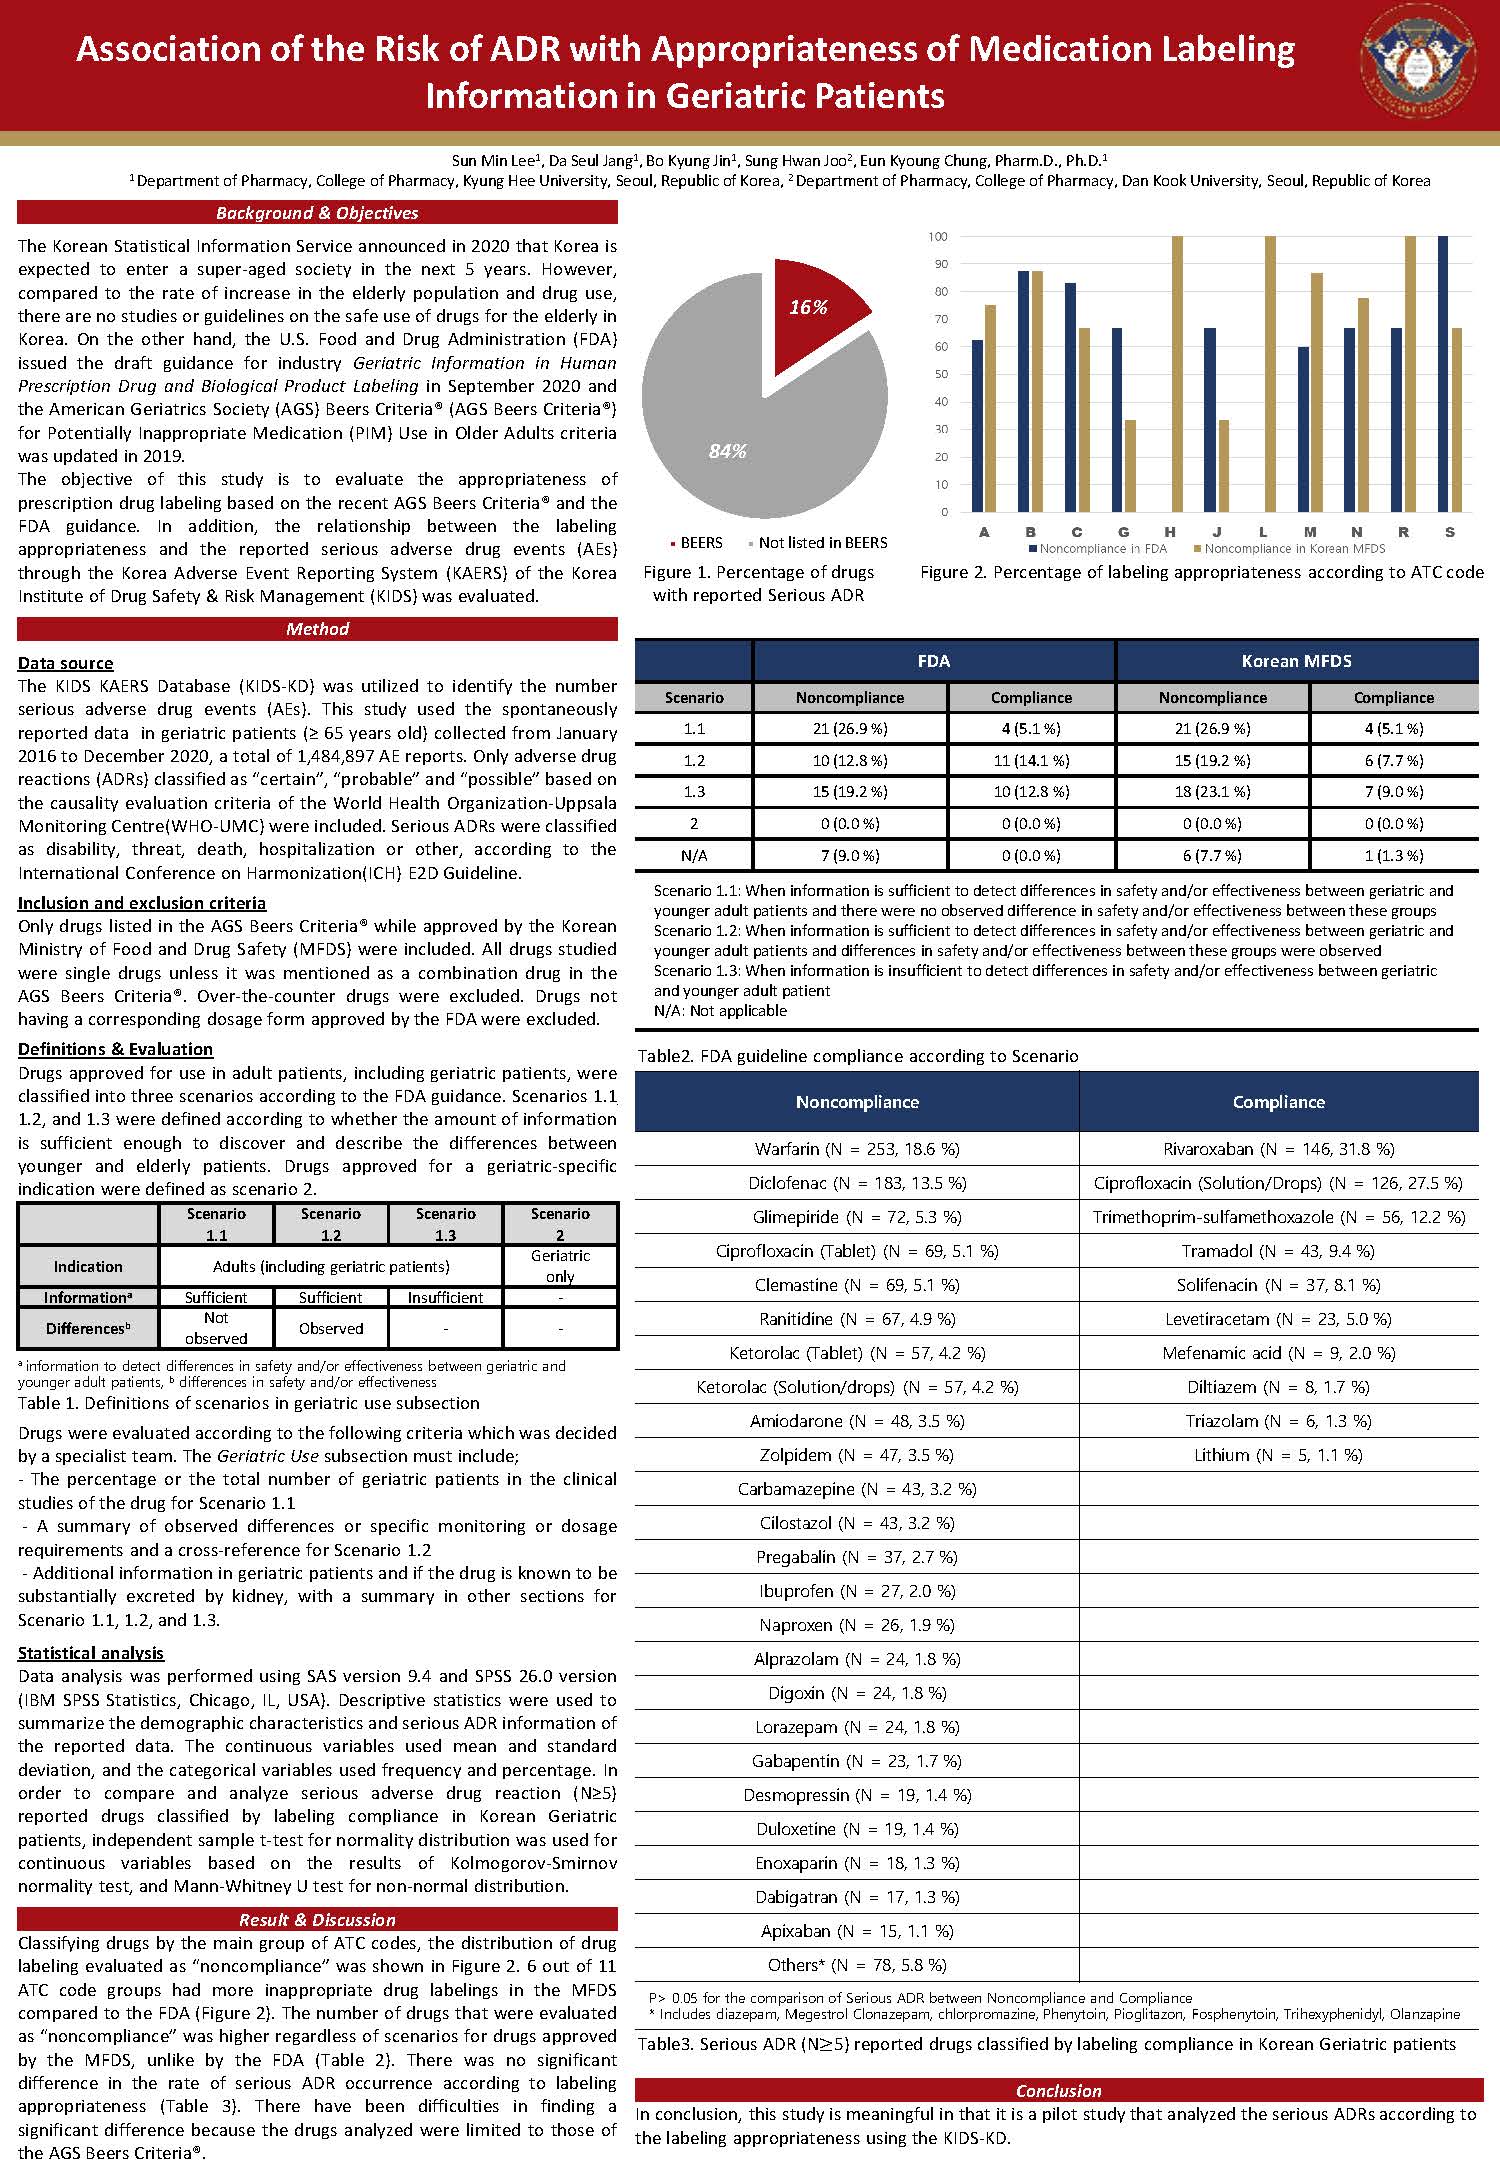 Association of the Risk of ADR with Appropriateness of Medication Labeling
Information in Geriatric Patients
Sun Min Lee¹, Da Seul Jang¹, Bo Kyung Jin¹, Sung Hwan Joo², Eun Kyoung Chung, Pharm.D., Ph.D.¹
¹ Department of Pharmacy, College of Pharmacy, Kyung Hee University, Seoul, Republic of Korea, ² Department of Pharmacy, College of Pharmacy, Dan Kook University, Seoul, Republic of Korea
Background & Objectives
The Korean Statistical Information Service announced in 2020 that Korea is
expected to enter a super-aged society in the next 5 years. However,
compared to the rate of increase in the elderly population and drug use,
there are no studies or guidelines on the safe use of drugs for the elderly in
Korea. On the other hand, the U.S. Food and Drug Administration (FDA)
issued the draft guidance for industry Geriatric Information in Human
Prescription Drug and Biological Product Labeling in September 2020 and
the American Geriatrics Society (AGS) Beers Criteria® (AGS Beers Criteria®)
for Potentially Inappropriate Medication (PIM) Use in Older Adults criteria
was updated in 2019.
The objective of this study is to evaluate the appropriateness of
prescription drug labeling based on the recent AGS Beers Criteria® and the
FDA guidance. In addition, the relationship between the labeling
appropriateness and the reported serious adverse drug events (AEs)
through the Korea Adverse Event Reporting System (KAERS) of the Korea
Institute of Drug Safety & Risk Management (KIDS) was evaluated.
Method
Data source
The KIDS KAERS Database (KIDS-KD) was utilized to identify the number
serious adverse drug events (AEs). This study used the spontaneously
reported data in geriatric patients (≥ 65 years old) collected from January
2016 to December 2020, a total of 1,484,897 AE reports. Only adverse drug
reactions (ADRs) classified as “certain”, “probable” and “possible” based on
the causality evaluation criteria of the World Health Organization-Uppsala
Monitoring Centre(WHO-UMC) were included. Serious ADRs were classified
as disability, threat, death, hospitalization or other, according to the
International Conference on Harmonization(ICH) E2D Guideline.
Inclusion and exclusion criteria
Only drugs listed in the AGS Beers Criteria® while approved by the Korean
Ministry of Food and Drug Safety (MFDS) were included. All drugs studied
were single drugs unless it was mentioned as a combination drug in the
AGS Beers Criteria®. Over-the-counter drugs were excluded. Drugs not
having a corresponding dosage form approved by the FDA were excluded.
Definitions & Evaluation
Drugs approved for use in adult patients, including geriatric patients, were
classified into three scenarios according to the FDA guidance. Scenarios 1.1
1.2, and 1.3 were defined according to whether the amount of information
is sufficient enough to discover and describe the differences between
younger and elderly patients. Drugs approved for a geriatric-specific
indication were defined as scenario 2.
Scenario 1.1 Scenario 1.2 Scenario 1.3 Scenario 2
Indication Adults (including geriatric patients) Geriatric only
Informationᵃ Sufficient Sufficient Insufficient -
Differencesᵇ Not observed Observed - -
ᵃ information to detect differences in safety and/or effectiveness between geriatric and
younger adult patients, ᵇ differences in safety and/or effectiveness
Table 1. Definitions of scenarios in geriatric use subsection
Drugs were evaluated according to the following criteria which was decided
by a specialist team. The Geriatric Use subsection must include;
- The percentage or the total number of geriatric patients in the clinical
studies of the drug for Scenario 1.1
- A summary of observed differences or specific monitoring or dosage
requirements and a cross-reference for Scenario 1.2
- Additional information in geriatric patients and if the drug is known to be
substantially excreted by kidney, with a summary in other sections for
Scenario 1.1, 1.2, and 1.3.
Statistical analysis
Data analysis was performed using SAS version 9.4 and SPSS 26.0 version
(IBM SPSS Statistics, Chicago, IL, USA). Descriptive statistics were used to
summarize the demographic characteristics and serious ADR information of
the reported data. The continuous variables used mean and standard
deviation, and the categorical variables used frequency and percentage. In
order to compare and analyze serious adverse drug reaction (N≥5)
reported drugs classified by labeling compliance in Korean Geriatric
patients, independent sample t-test for normality distribution was used for
continuous variables based on the results of Kolmogorov-Smirnov
normality test, and Mann-Whitney U test for non-normal distribution.
Result & Discussion
Classifying drugs by the main group of ATC codes, the distribution of drug
labeling evaluated as “noncompliance” was shown in Figure 2. 6 out of 11
ATC code groups had more inappropriate drug labelings in the MFDS
compared to the FDA (Figure 2). The number of drugs that were evaluated
as “noncompliance” was higher regardless of scenarios for drugs approved
by the MFDS, unlike by the FDA (Table 2). There was no significant
difference in the rate of serious ADR occurrence according to labeling
appropriateness (Table 3). There have been difficulties in finding a
significant difference because the drugs analyzed were limited to those of
the AGS Beers Criteria®.
16%
84%
BEERS Not listed in BEERS
Figure 1. Percentage of drugs
with reported Serious ADR
100
90
80
70
60
50
40
30
20
10
0
A B C G H J L M N R S
Noncompliance in FDA Noncompliance in Korean MFDS
Figure 2. Percentage of labeling appropriateness according to ATC code
FDA Korean MFDS
Scenario Noncompliance Compliance Noncompliance Compliance
1.1 21 (26.9 %) 4 (5.1 %) 21 (26.9 %) 4 (5.1 %)
1.2 10 (12.8 %) 11 (14.1 %) 15 (19.2 %) 6 (7.7 %)
1.3 15 (19.2 %) 10 (12.8 %) 18 (23.1 %) 7 (9.0 %)
2 0 (0.0 %) 0 (0.0 %) 0 (0.0 %) 0 (0.0 %)
N/A 7 (9.0 %) 0 (0.0 %) 6 (7.7 %) 1 (1.3 %)
Scenario 1.1: When information is sufficient to detect differences in safety and/or effectiveness between geriatric and
younger adult patients and there were no observed difference in safety and/or effectiveness between these groups
Scenario 1.2: When information is sufficient to detect differences in safety and/or effectiveness between geriatric and
younger adult patients and differences in safety and/or effectiveness between these groups were observed
Scenario 1.3: When information is insufficient to detect differences in safety and/or effectiveness between geriatric
and younger adult patient
N/A: Not applicable
Table2. FDA guideline compliance according to Scenario
Noncompliance Compliance
Warfarin (N = 253, 18.6 %) Rivaroxaban (N = 146, 31.8 %)
Diclofenac (N = 183, 13.5 %) Ciprofloxacin (Solution/Drops) (N = 126, 27.5 %)
Glimepiride (N = 72, 5.3 %) Trimethoprim-sulfamethoxazole (N = 56, 12.2 %)
Ciprofloxacin (Tablet) (N = 69, 5.1 %) Tramadol (N = 43, 9.4 %)
Clemastine (N = 69, 5.1 %) Solifenacin (N = 37, 8.1 %)
Ranitidine (N = 67, 4.9 %) Levetiracetam (N = 23, 5.0 %)
Ketorolac (Tablet) (N = 57, 4.2 %) Mefenamic acid (N = 9, 2.0 %)
Ketorolac (Solution/drops) (N = 57, 4.2 %) Diltiazem (N = 8, 1.7 %)
Amiodarone (N = 48, 3.5 %) Triazolam (N = 6, 1.3 %)
Zolpidem (N = 47, 3.5 %) Lithium (N = 5, 1.1 %)
Carbamazepine (N = 43, 3.2 %)
Cilostazol (N = 43, 3.2 %)
Pregabalin (N = 37, 2.7 %)
Ibuprofen (N = 27, 2.0 %)
Naproxen (N = 26, 1.9 %)
Alprazolam (N = 24, 1.8 %)
Digoxin (N = 24, 1.8 %)
Lorazepam (N = 24, 1.8 %)
Gabapentin (N = 23, 1.7 %)
Desmopressin (N = 19, 1.4 %)
Duloxetine (N = 19, 1.4 %)
Enoxaparin (N = 18, 1.3 %)
Dabigatran (N = 17, 1.3 %)
Apixaban (N = 15, 1.1 %)
Others* (N = 78, 5.8 %)
P> 0.05 for the comparison of Serious ADR between Noncompliance and Compliance
* Includes diazepam, Megestrol Clonazepam, chlorpromazine, Phenytoin, Pioglitazon, Fosphenytoin, Trihexyphenidyl, Olanzapine
Table3. Serious ADR (N≥5) reported drugs classified by labeling compliance in Korean Geriatric patients
Conclusion
In conclusion, this study is meaningful in that it is a pilot study that analyzed the serious ADRs according to
the labeling appropriateness using the KIDS-KD.